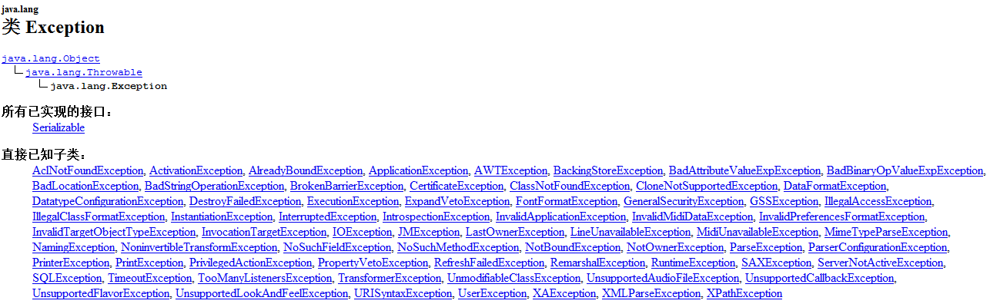 java.lang
类 Exception
java.lang.Object
java.lang.Throwable
java.lang.Exception
所有已实现的接口：
Serializable
直接已知子类：
AclNotFoundException, ActivationException, AlreadyBoundException, ApplicationException, AWTException, BackingStoreException, BadAttributeValueExpException, BadBinaryOpValueExpException,
BadLocationException, BadStringOperationException, BrokenBarrierException, CertificateException, ClassNotFoundException, CloneNotSupportedException, DataFormatException,
DatatypeConfigurationException, DestroyFailedException, ExecutionException, ExpandVetoException, FontFormatException, GeneralSecurityException, GSSException, IllegalAccessException,
IllegalClassFormatException, InstantiationException, InterruptedException, IntrospectionException, InvalidApplicationException, InvalidMidiDataException, InvalidPreferencesFormatException,
InvalidTargetObjectTypeException, InvocationTargetException, IOException, JMException, LastOwnerException, LineUnavailableException, MidiUnavailableException, MimeTypeParseException,
NamingException, NoninvertibleTransformException, NoSuchFieldException, NoSuchMethodException, NotBoundException, NotOwnerException, ParseException, ParserConfigurationException,
PrinterException, PrintException, PrivilegedActionException, PropertyVetoException, RefreshFailedException, RemarshalException, RuntimeException, SAXException, ServerNotActiveException,
SQLException, TimeoutException, TooManyListenersException, TransformerException, UnmodifiableClassException, UnsupportedAudioFileException, UnsupportedCallbackException,
UnsupportedFlavorException, UnsupportedLookAndFeelException, URISyntaxException, UserException, XAException, XMLParseException, XPathException